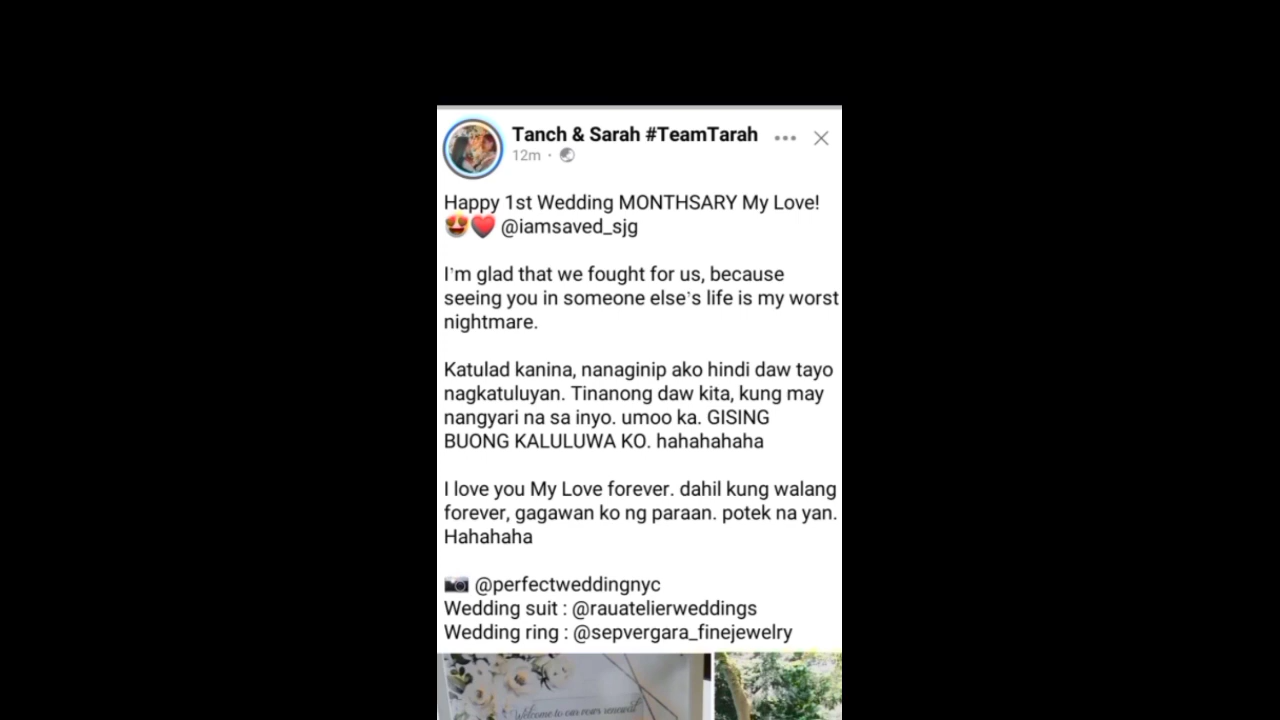 Tanch & Sarah #TeamTarah
12m ·
Happy 1st Wedding MONTHSARY My Love!
😍❤️ @iamsaved_sjg
I'm glad that we fought for us, because
seeing you in someone else's life is my worst
nightmare.
Katulad kanina, nanaginip ako hindi daw tayo
nagkatuluyan. Tinanong daw kita, kung may
nangyari na sa inyo. umoo ka. GISING
BUONG KALULUWA KO. hahahahaha
I love you My Love forever. dahil kung walang
forever, gagawan ko ng paraan. potek na yan.
Hahahaha
📷 @perfectweddingnyc
Wedding suit : @rauatelierweddings
Wedding ring : @sepvergara_finejewelry
Welcome to our